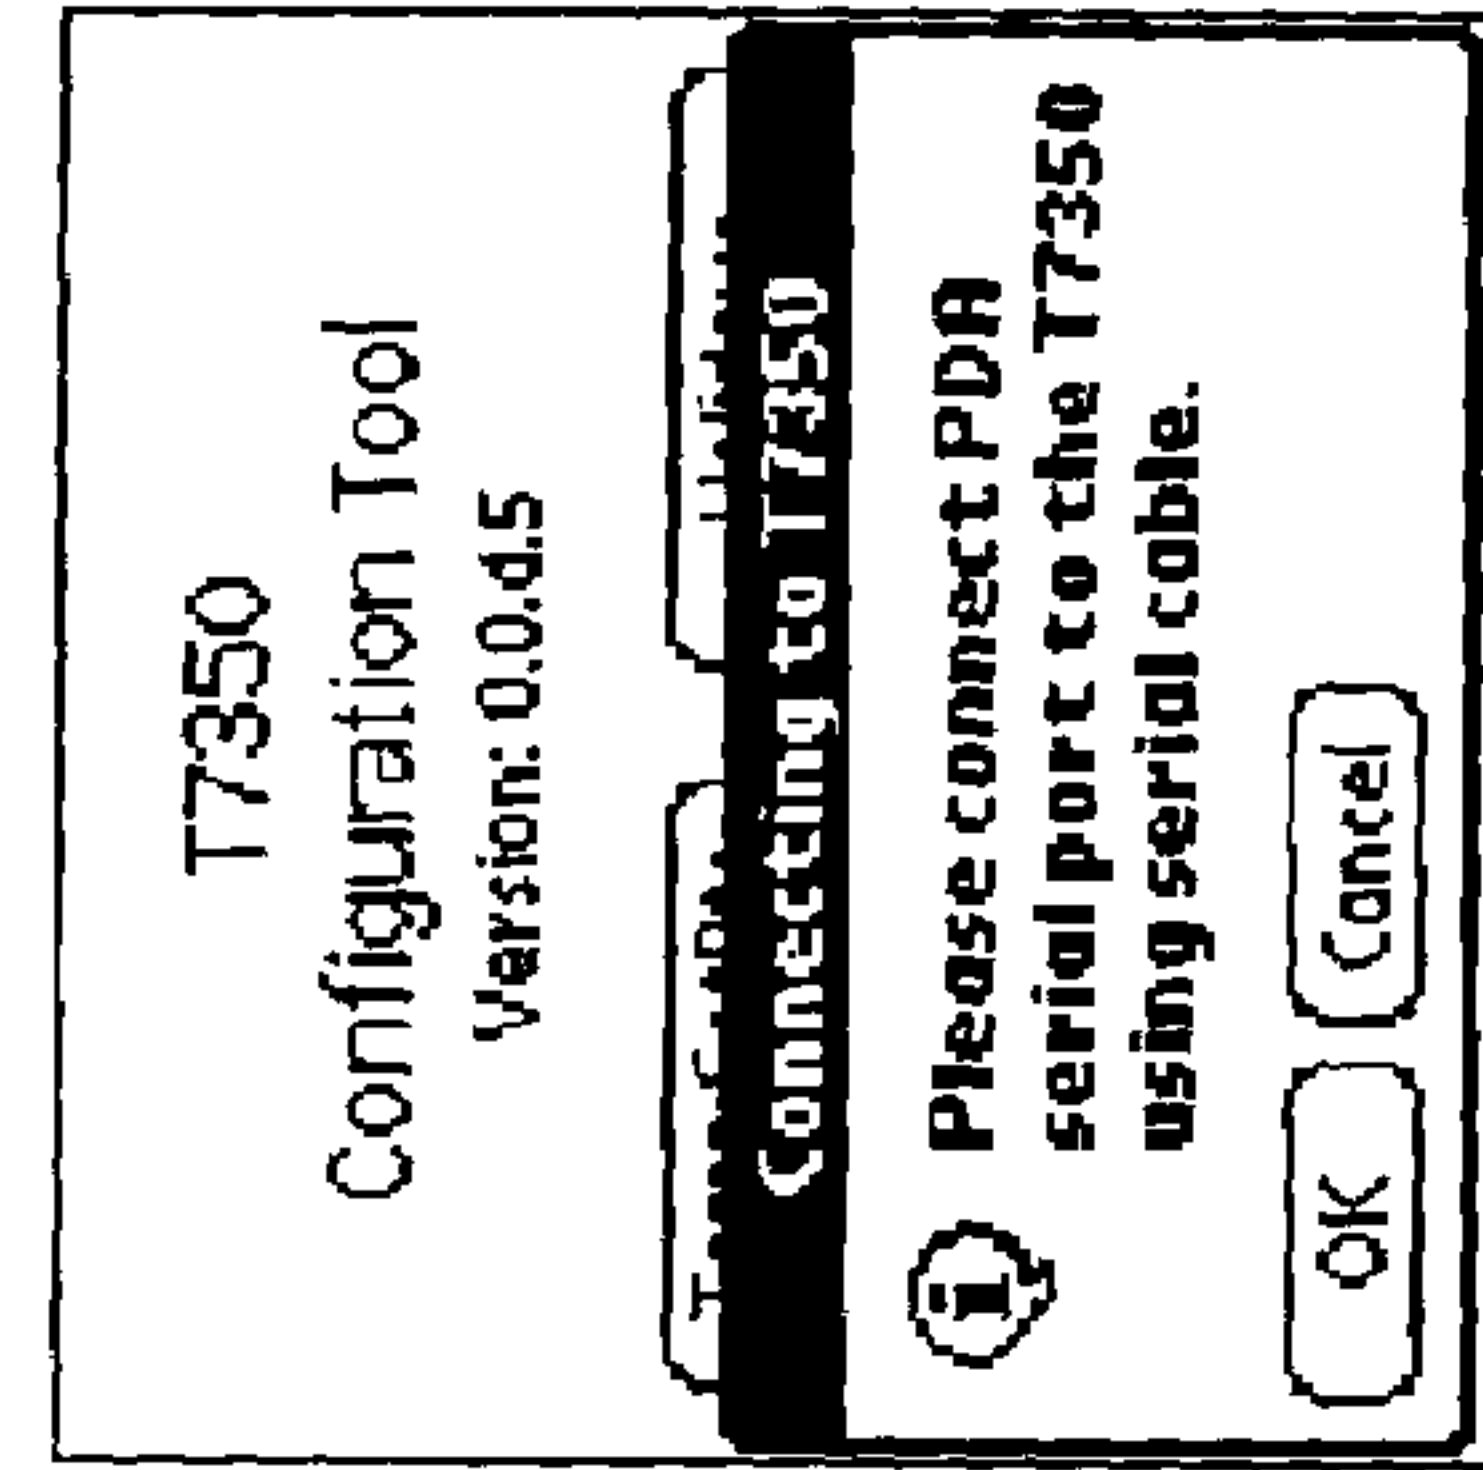 T7350
Configuration Tool
Version: 0.0.d.5
Connecting to T7350
Please connect PDA
serial port to the T7350
using serial cable.
OK Cancel